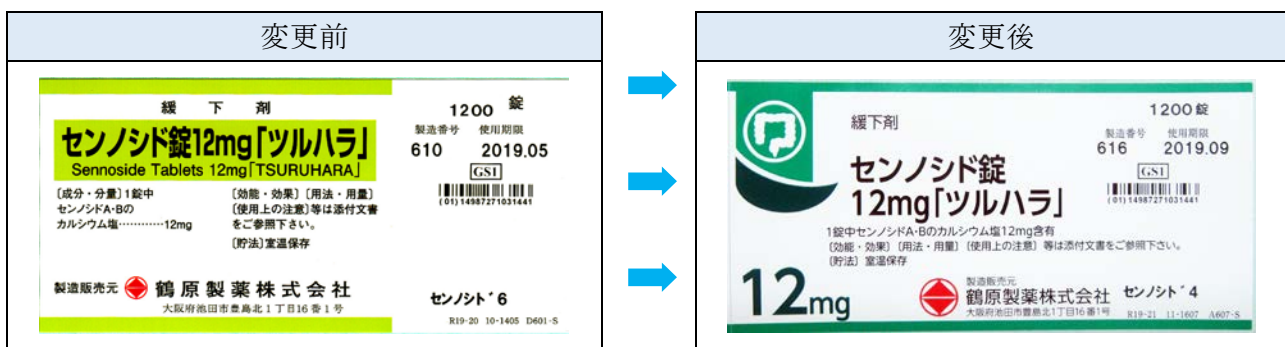 変更前
緩 下 剤
センノシド錠12mg「ツルハラ」
Sennoside Tablets 12mg「TSURUHARA」
〔成分・分量〕1錠中
センノシドA・Bの
カルシウム塩…………12mg
〔効能・効果〕〔用法・用量〕
〔使用上の注意〕等は添付文書
をご参照下さい。
〔貯法〕室温保存
製造販売元 鶴原製薬株式会社
大阪府池田市豊島北1丁目16番1号
1200 錠
製造番号 使用期限
610 2019.05
GS1
(01)14987271031441
センノシド 6
R19-20 10-1405 D601-S
変更後
緩下剤
センノシド錠
12mg「ツルハラ」
1錠中センノシドA・Bのカルシウム塩12mg含有
〔効能・効果〕〔用法・用量〕〔使用上の注意〕等は添付文書をご参照下さい。
〔貯法〕室温保存
12mg
製造販売元
鶴原製薬株式会社
大阪府池田市豊島北1丁目16番1号
1200錠
製造番号 使用期限
616 2019.09
GS1
(01)14987271031441
センノシド 4
R19-21 11-1607 A607-S